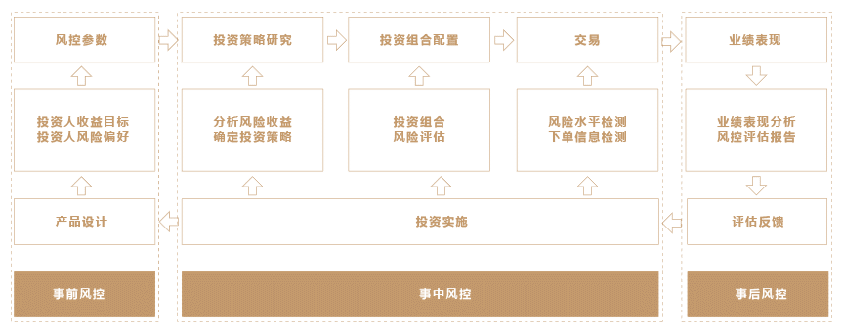 风控参数
投资策略研究
投资组合配置
交易
业绩表现
投资人收益目标
投资人风险偏好
分析风险收益
确定投资策略
投资组合
风险评估
风险水平检测
下单信息检测
业绩表现分析
风控评估报告
产品设计
投资实施
评估反馈
事前风控
事中风控
事后风控